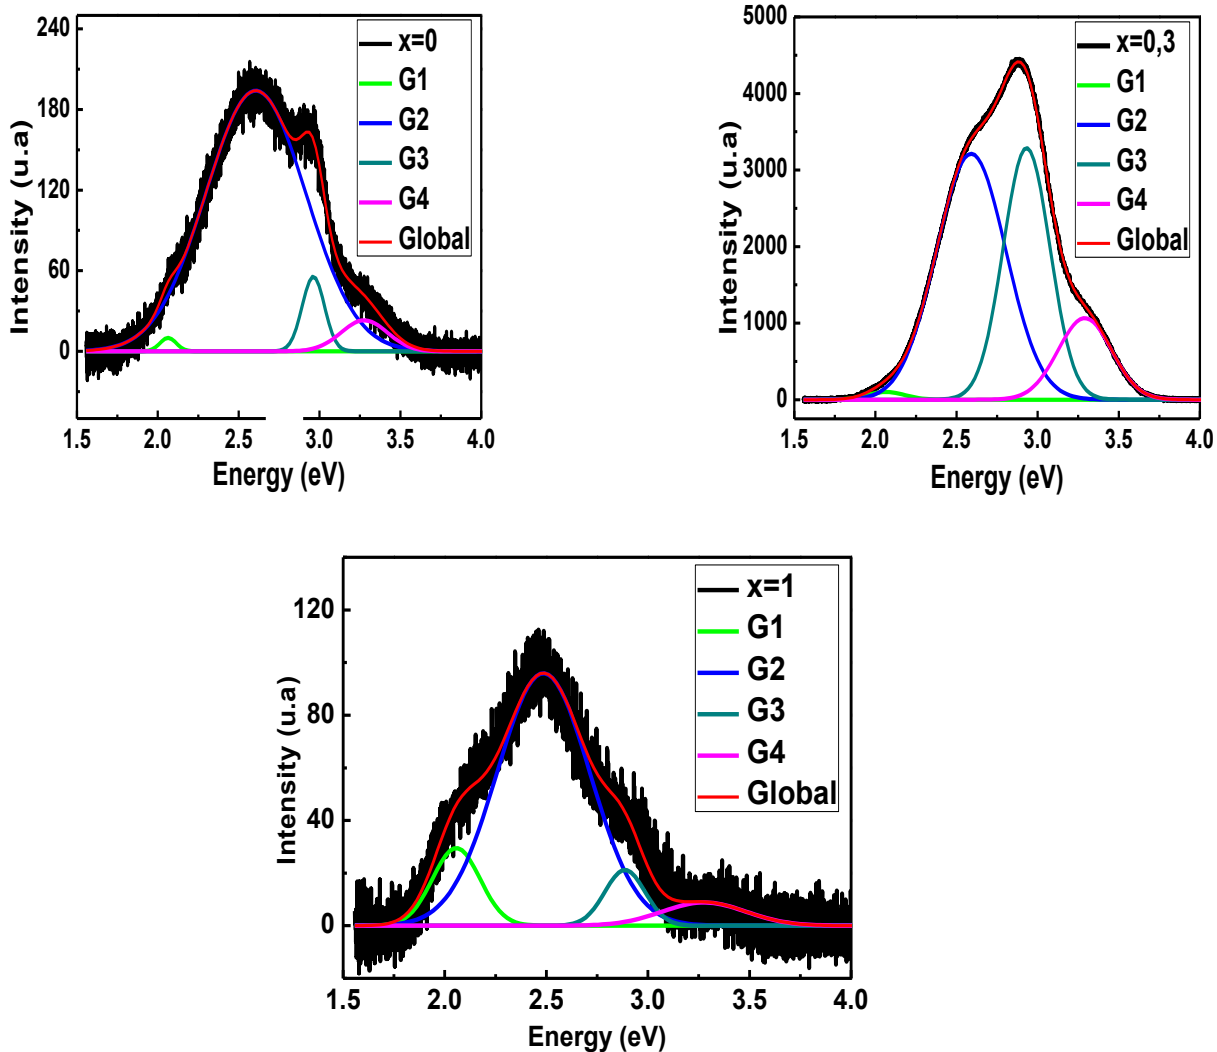 240
180
120
60
0
Intensity (u.a)
x=0
G1
G2
G3
G4
Global
1.5 2.0 2.5 3.0 3.5 4.0
Energy (eV)
5000
4000
3000
2000
1000
0
Intensity (u.a)
x=0,3
G1
G2
G3
G4
Global
1.5 2.0 2.5 3.0 3.5 4.0
Energy (eV)
120
80
40
0
Intensity (u.a)
x=1
G1
G2
G3
G4
Global
1.5 2.0 2.5 3.0 3.5 4.0
Energy (eV)